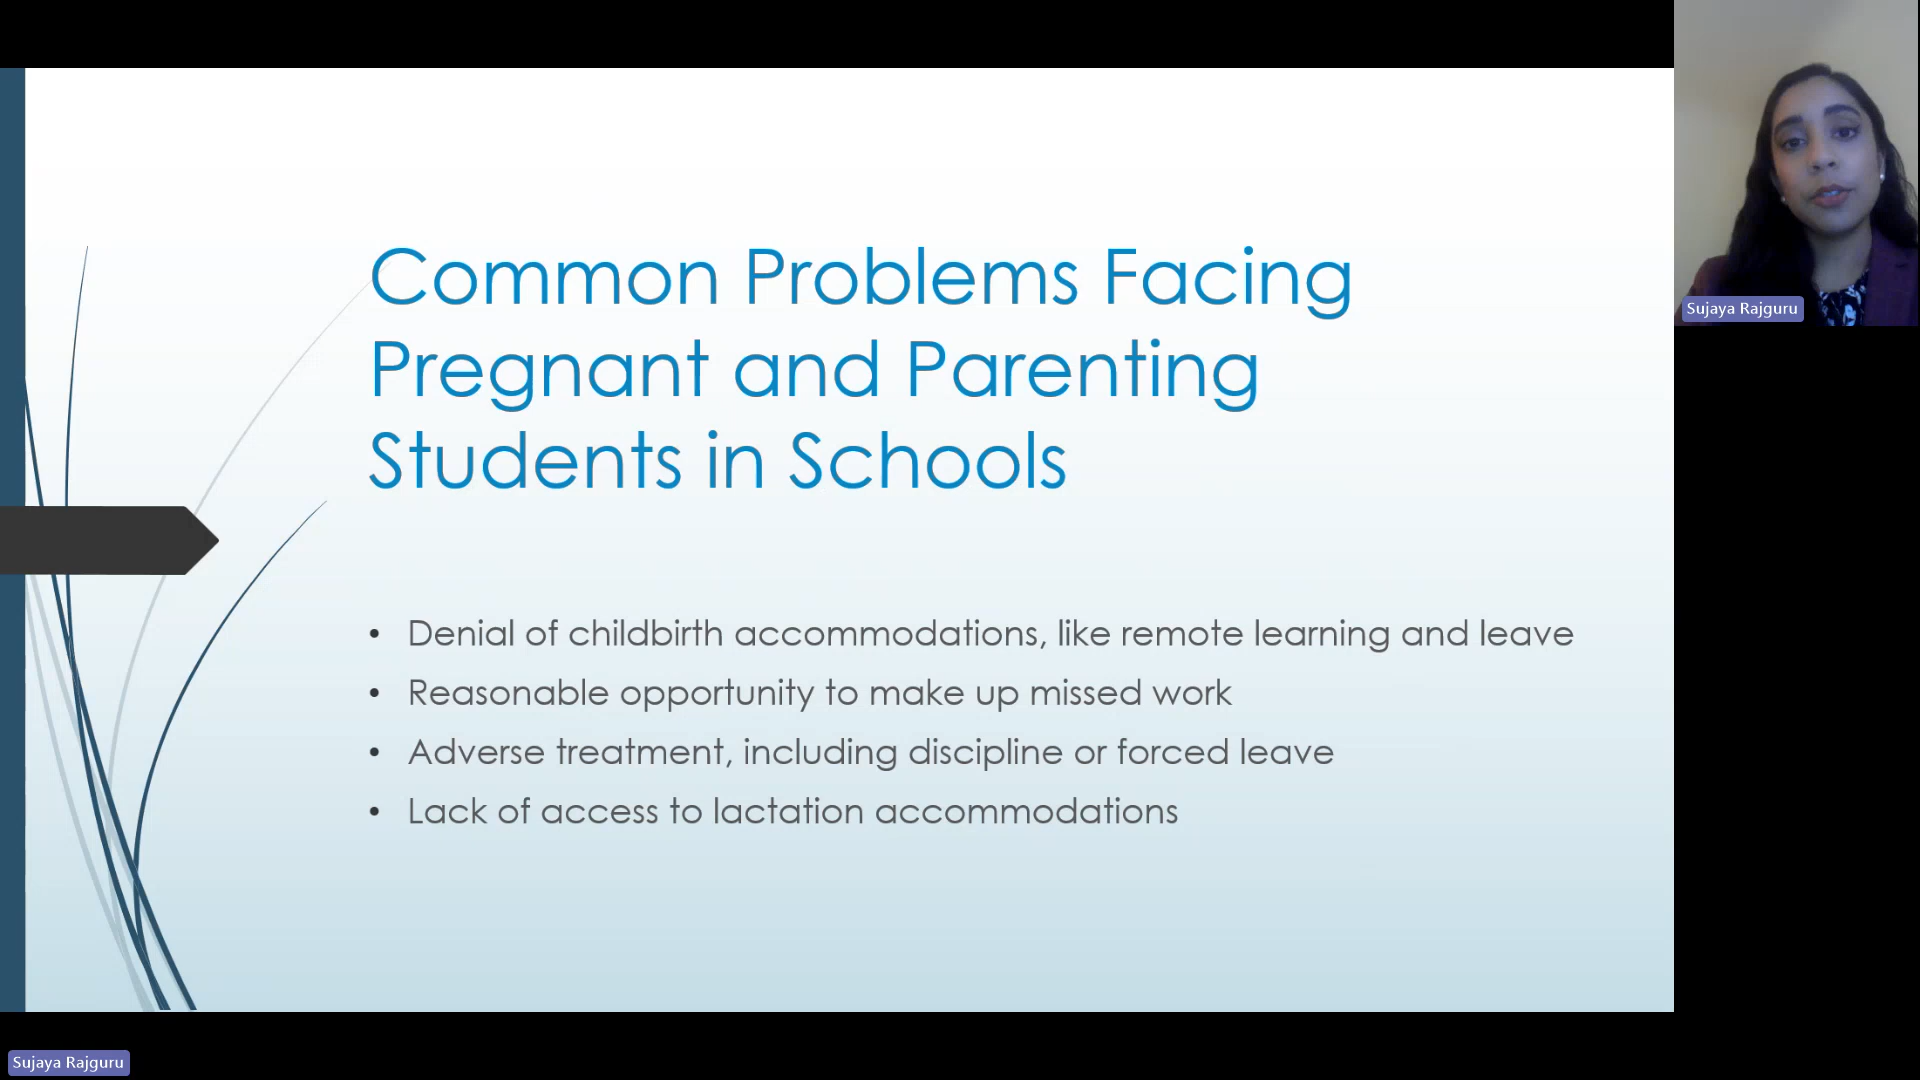 Common Problems Facing
Pregnant and Parenting
Students in Schools
• Denial of childbirth accommodations, like remote learning and leave
• Reasonable opportunity to make up missed work
• Adverse treatment, including discipline or forced leave
• Lack of access to lactation accommodations
Sujaya Rajguru
Sujaya Rajguru